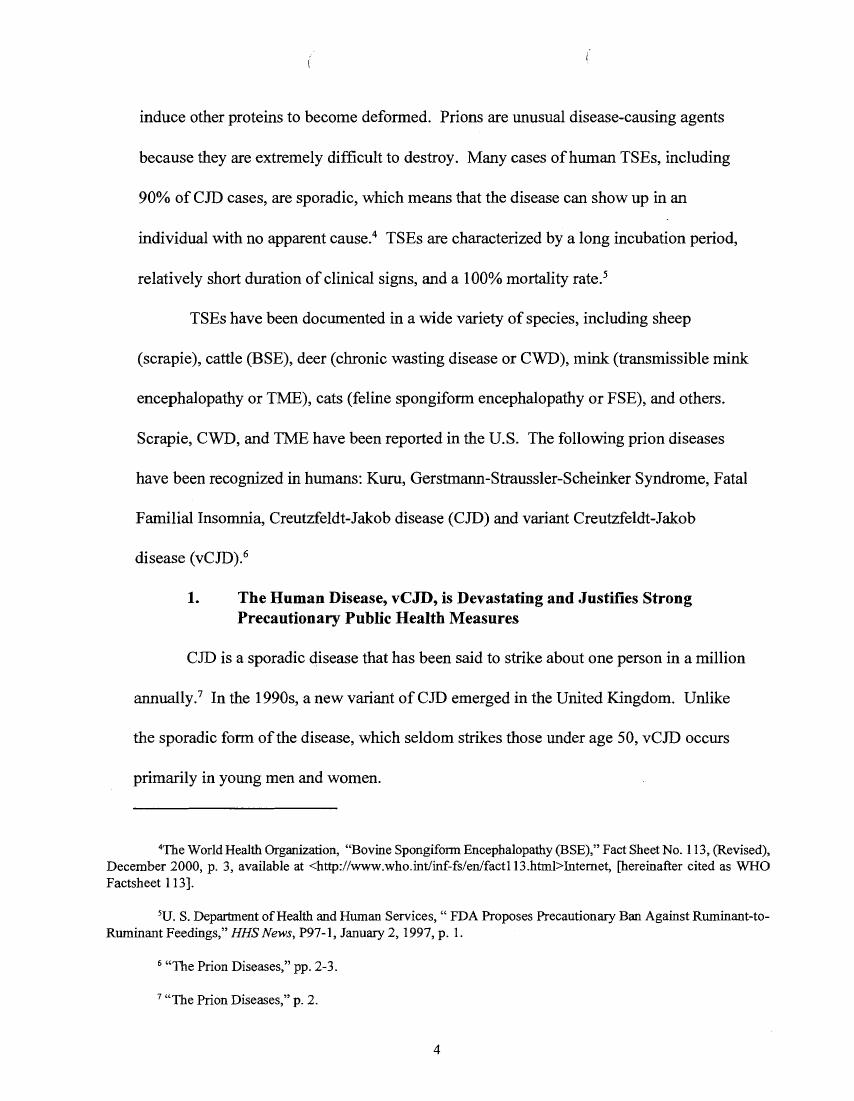 induce other proteins to become deformed. Prions are unusual disease-causing agents
because they are extremely difficult to destroy. Many cases of human TSEs, including
90% of CJD cases, are sporadic, which means that the disease can show up in an
individual with no apparent cause.⁴ TSEs are characterized by a long incubation period,
relatively short duration of clinical signs, and a 100% mortality rate.⁵
TSEs have been documented in a wide variety of species, including sheep
(scrapie), cattle (BSE), deer (chronic wasting disease or CWD), mink (transmissible mink
encephalopathy or TME), cats (feline spongiform encephalopathy or FSE), and others.
Scrapie, CWD, and TME have been reported in the U.S. The following prion diseases
have been recognized in humans: Kuru, Gerstmann-Straussler-Scheinker Syndrome, Fatal
Familial Insomnia, Creutzfeldt-Jakob disease (CJD) and variant Creutzfeldt-Jakob
disease (vCJD).⁶
1. The Human Disease, vCJD, is Devastating and Justifies Strong
Precautionary Public Health Measures
CJD is a sporadic disease that has been said to strike about one person in a million
annually.⁷ In the 1990s, a new variant of CJD emerged in the United Kingdom. Unlike
the sporadic form of the disease, which seldom strikes those under age 50, vCJD occurs
primarily in young men and women.
⁴The World Health Organization, “Bovine Spongiform Encephalopathy (BSE),” Fact Sheet No. 113, (Revised),
December 2000, p. 3, available at <http://www.who.int/inf-fs/en/fact113.html>Internet, [hereinafter cited as WHO
Factsheet 113].
⁵U. S. Department of Health and Human Services, “ FDA Proposes Precautionary Ban Against Ruminant-to-
Ruminant Feedings,” HHS News, P97-1, January 2, 1997, p. 1.
⁶ “The Prion Diseases,” pp. 2-3.
⁷ “The Prion Diseases,” p. 2.
4